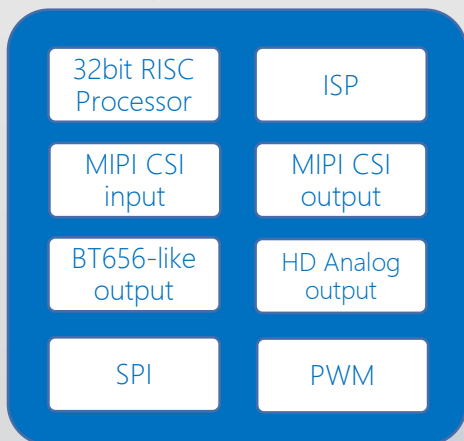 32bit RISC
Processor
ISP
MIPI CSI
input
MIPI CSI
output
BT656-like
output
HD Analog
output
SPI
PWM